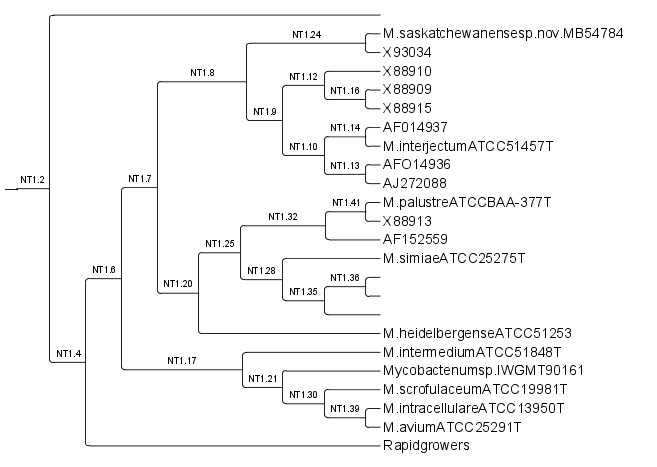 NT1.24
M.saskatchewanensesp.nov.MB54784
X93034
NT1.8
X88910
NT1.12
X88909
NT1.16
X88915
NT1.9
AF014937
NT1.14
M.interjectumATCC51457T
NT1.10
AFO14936
NT1.13
AJ272088
NT1.2
NT1.7
M.palustreATCCBAA-377T
NT1.41
X88913
NT1.32
AF152559
NT1.25
M.simiaeATCC25275T
NT1.6
NT1.28
NT1.36
NT1.20
NT1.35
M.heidelbergenseATCC51253
NT1.4
M.intermediumATCC51848T
NT1.17
Mycobactenumsp.IWGMT90161
NT1.21
M.scrofulaceumATCC19981T
NT1.30
M.intracellulareATCC13950T
NT1.39
M.aviumATCC25291T
Rapidgrowers